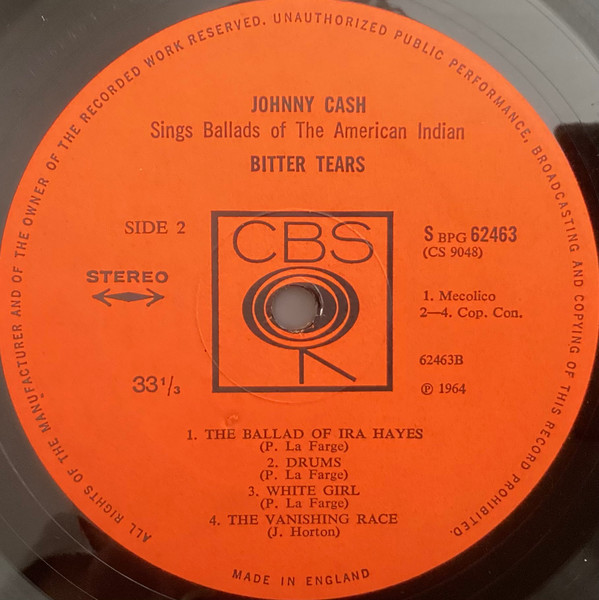 ALL RIGHTS OF THE MANUFACTURER AND OF THE OWNER OF THE RECORDED WORK RESERVED. UNAUTHORIZED PUBLIC PERFORMANCE, BROADCASTING AND COPYING OF THIS RECORD PROHIBITED.
JOHNNY CASH
Sings Ballads of The American Indian
BITTER TEARS
SIDE 2
CBS
S BPG 62463
(CS 9048)
STEREO
1. Mecolico
2—4. Cop. Con.
62463B
33 1/3
℗ 1964
1. THE BALLAD OF IRA HAYES
(P. La Farge)
2. DRUMS
(P. La Farge)
3. WHITE GIRL
(P. La Farge)
4. THE VANISHING RACE
(J. Horton)
MADE IN ENGLAND